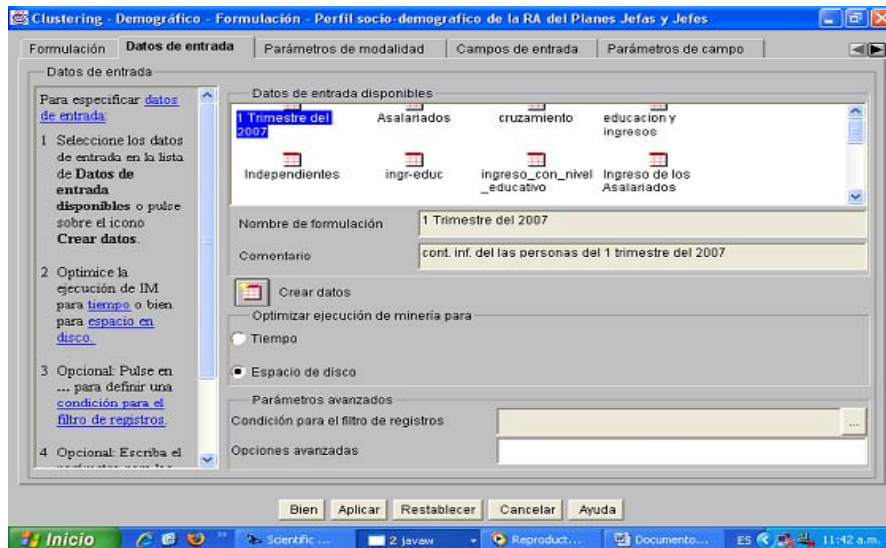 Clustering - Demográfico - Formulación - Perfil socio-demografico de la RA del Planes Jefas y Jefes
Formulación
Datos de entrada
Parámetros de modalidad
Campos de entrada
Parámetros de campo
Datos de entrada
Para especificar datos
de entrada:
1 Seleccione los datos
de entrada en la lista
de Datos de
entrada
disponibles o pulse
sobre el icono
Crear datos.
2 Optimice la
ejecución de IM
para tiempo o bien
para espacio en
disco.
3 Opcional: Pulse en
... para definir una
condición para el
filtro de registros.
4 Opcional: Escriba el
Datos de entrada disponibles
1 Trimestre del
2007
Asalariados
cruzamiento
educacion y
ingresos
Independientes
ingr-educ
ingreso_con_nivel
_educativo
Ingreso de los
Asalariados
Nombre de formulación
1 Trimestre del 2007
Comentario
cont. inf. del las personas del 1 trimestre del 2007
Crear datos
Optimizar ejecución de minería para
Tiempo
Espacio de disco
Parámetros avanzados
Condición para el filtro de registros
...
Opciones avanzadas
Bien
Aplicar
Restablecer
Cancelar
Ayuda
Inicio
»
Scientific ...
2 javaw
Reproduct...
Documento...
ES
11:42 a.m.